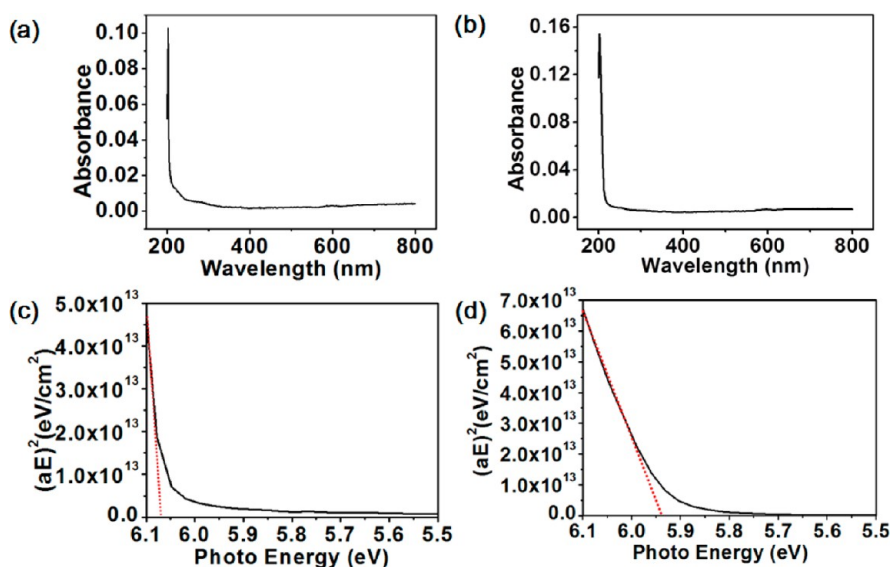 (a)
0.10
0.08
0.06
0.04
0.02
0.00
Absorbance
200 400 600 800
Wavelength (nm)
(b)
0.16
0.12
0.08
0.04
0.00
Absorbance
200 400 600 800
Wavelength (nm)
(c)
5.0x10¹³
4.0x10¹³
3.0x10¹³
2.0x10¹³
1.0x10¹³
0.0
(aE)²(eV/cm²)
6.1 6.0 5.9 5.8 5.7 5.6 5.5
Photo Energy (eV)
(d)
7.0x10¹³
6.0x10¹³
5.0x10¹³
4.0x10¹³
3.0x10¹³
2.0x10¹³
1.0x10¹³
0.0
(aE)²(eV/cm²)
6.1 6.0 5.9 5.8 5.7 5.6 5.5
Photo Energy (eV)